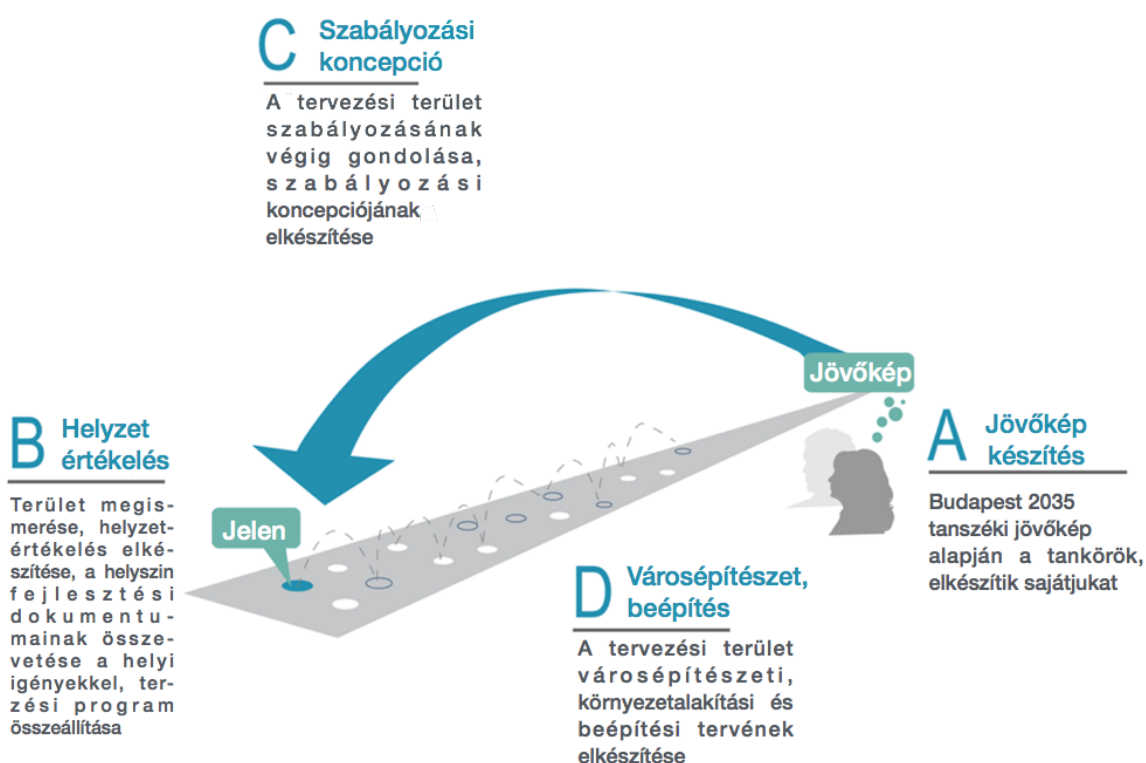 C Szabályozási
koncepció
A tervezési terület
szabályozásának
végig gondolása,
szabályozási
koncepciójának
elkészítése
Jövőkép
A Jövőkép
készítés
Budapest 2035
tanszéki jövőkép
alapján a tankörök,
elkészítik sajátjukat
B Helyzet
értékelés
Terület megis-
merése, helyzet-
értékelés elké-
szítése, a helyszin
fejlesztési
dokumentu-
mainak össze-
vetése a helyi
igényekkel, ter-
zési program
összeállítása
Jelen
D Városépítészet,
beépítés
A tervezési terület
városépítészeti,
környezetalakítási és
beépítési tervének
elkészítése